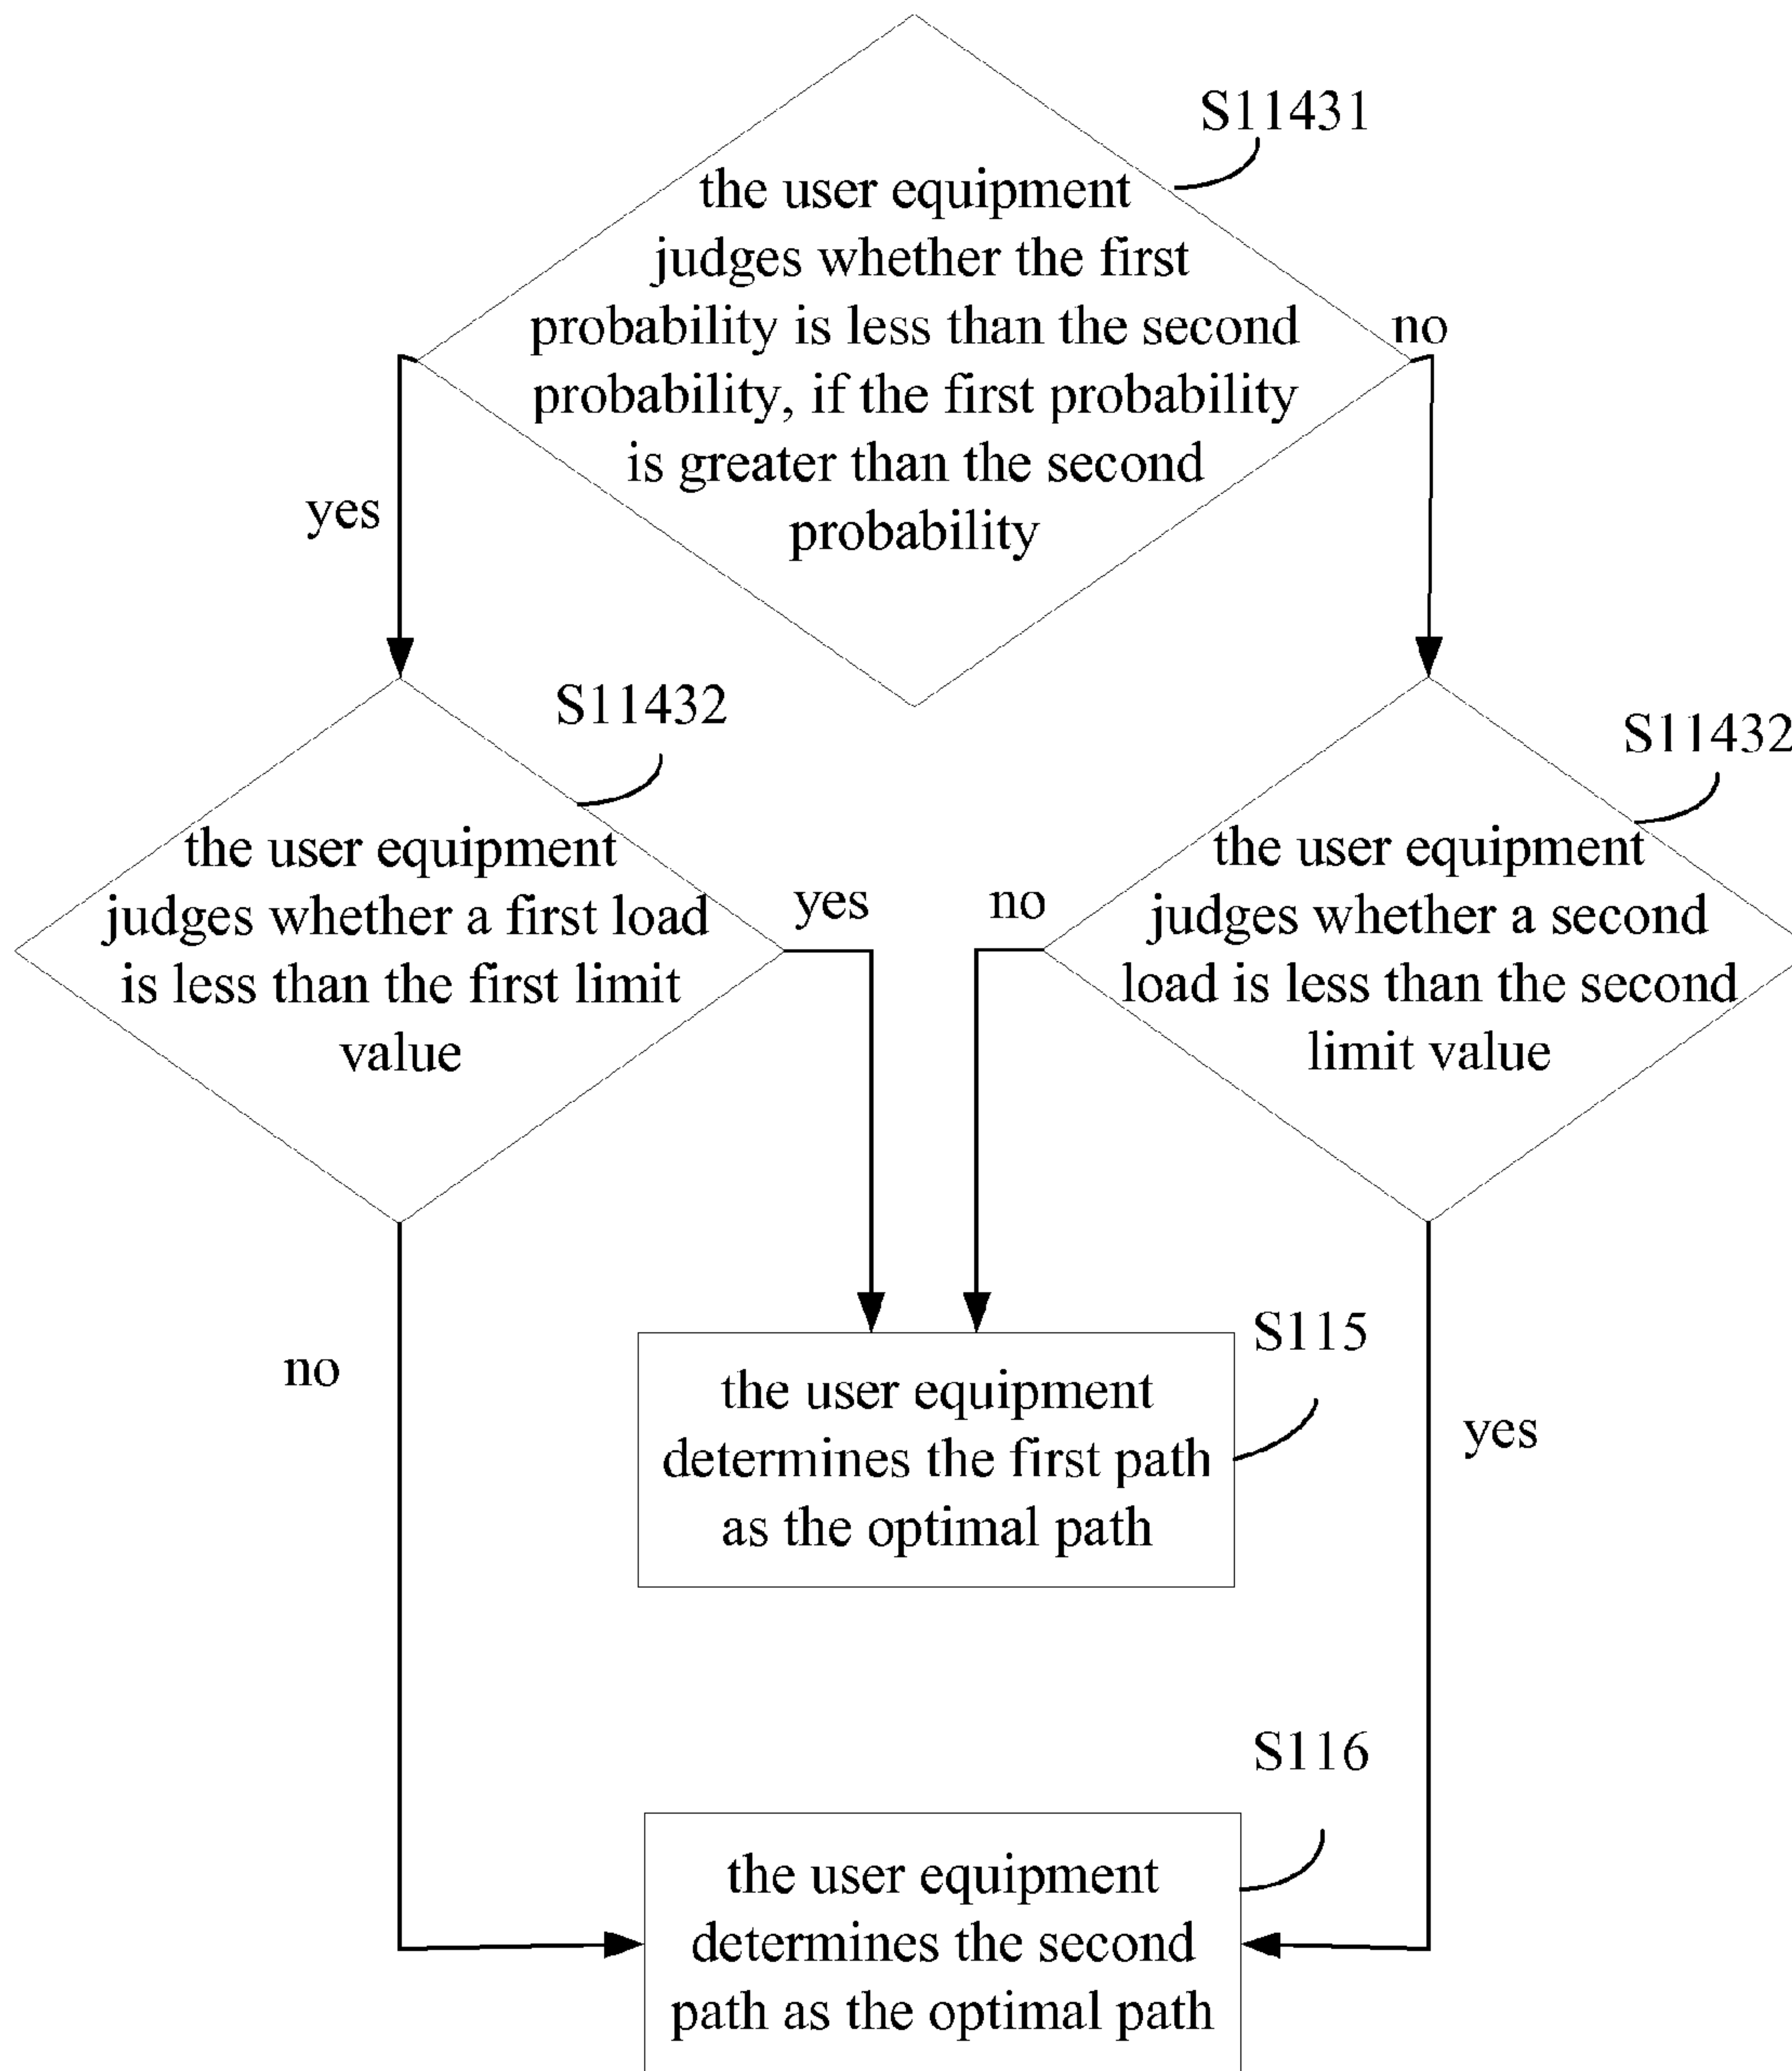 S11431
the user equipment
judges whether the first
probability is less than the second
probability, if the first probability
is greater than the second
probability
no
yes
S11432
the user equipment
judges whether a first load
is less than the first limit
value
S11432
the user equipment
judges whether a second
load is less than the second
limit value
yes
no
no
yes
S115
the user equipment
determines the first path
as the optimal path
S116
the user equipment
determines the second
path as the optimal path